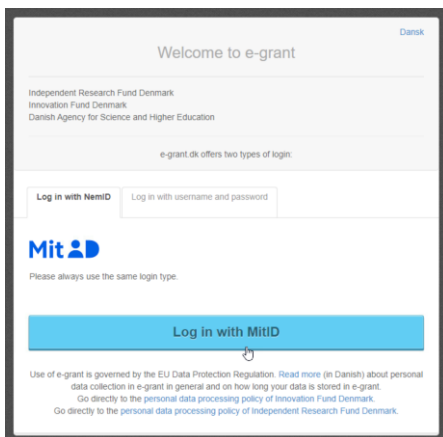 Dansk
Welcome to e-grant
Independent Research Fund Denmark
Innovation Fund Denmark
Danish Agency for Science and Higher Education
e-grant.dk offers two types of login:
Log in with NemID
Log in with username and password
Mit ID
Please always use the same login type.
Log in with MitID
Use of e-grant is governed by the EU Data Protection Regulation. Read more (in Danish) about personal
data collection in e-grant in general and on how long your data is stored in e-grant.
Go directly to the personal data processing policy of Innovation Fund Denmark.
Go directly to the personal data processing policy of Independent Research Fund Denmark.